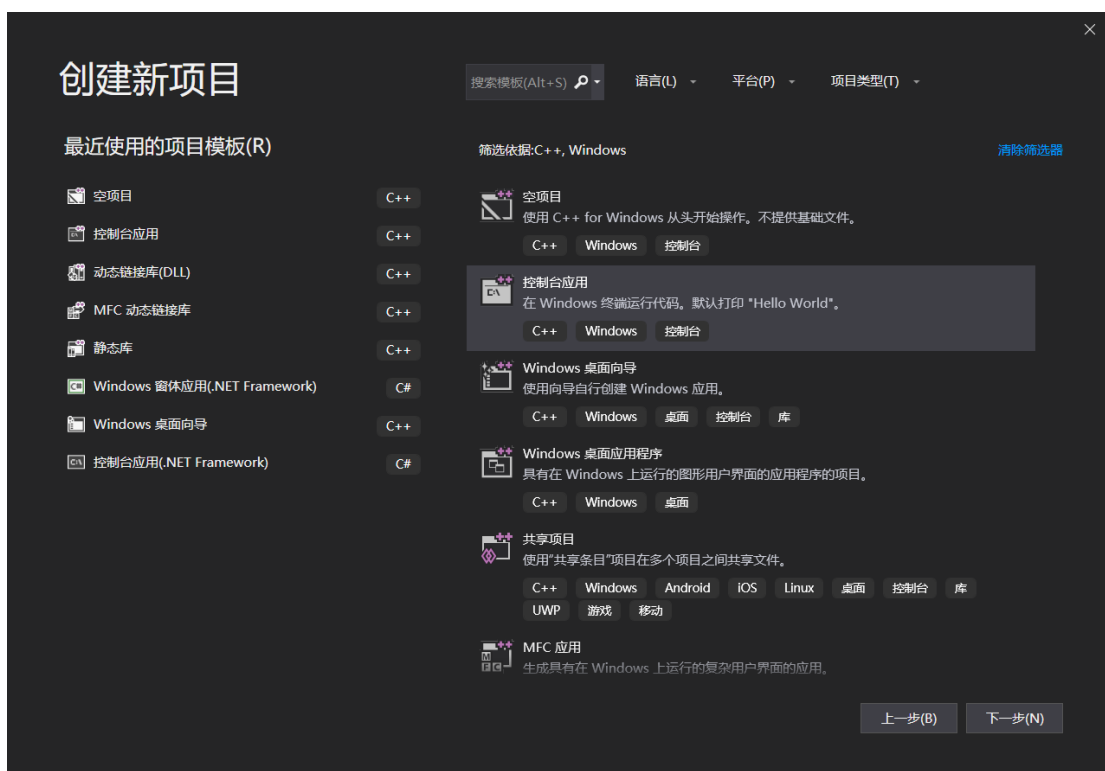 创建新项目
搜索模板(Alt+S)
语言(L)
平台(P)
项目类型(T)
最近使用的项目模板(R)
空项目 C++
控制台应用 C++
动态链接库(DLL) C++
MFC 动态链接库 C++
静态库 C++
Windows 窗体应用(.NET Framework) C#
Windows 桌面向导 C++
控制台应用(.NET Framework) C#
筛选依据:C++, Windows
清除筛选器
空项目
使用 C++ for Windows 从头开始操作。不提供基础文件。
C++ Windows 控制台
控制台应用
在 Windows 终端运行代码。默认打印 "Hello World"。
C++ Windows 控制台
Windows 桌面向导
使用向导自行创建 Windows 应用。
C++ Windows 桌面 控制台 库
Windows 桌面应用程序
具有在 Windows 上运行的图形用户界面的应用程序的项目。
C++ Windows 桌面
共享项目
使用"共享条目"项目在多个项目之间共享文件。
C++ Windows Android iOS Linux 桌面 控制台 库
UWP 游戏 移动
MFC 应用
生成具有在 Windows 上运行的复杂用户界面的应用。
上一步(B)
下一步(N)